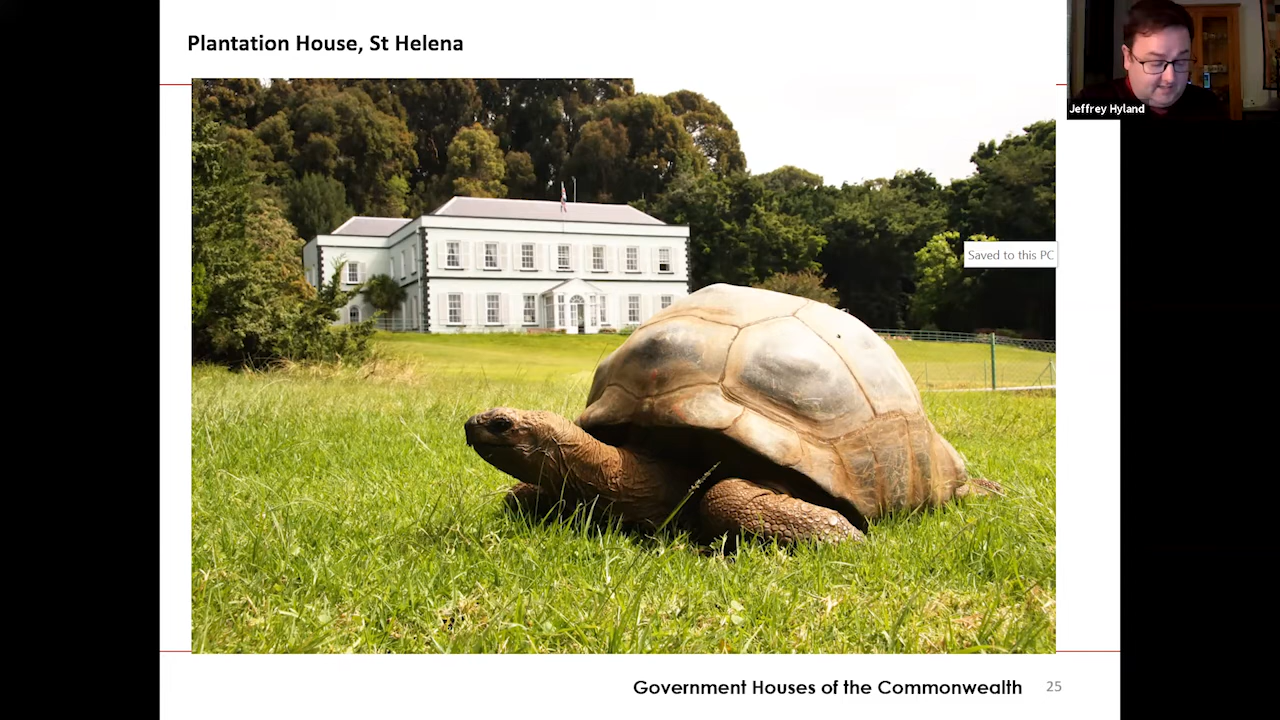 Plantation House, St Helena
Jeffrey Hyland
Saved to this PC
Government Houses of the Commonwealth 25